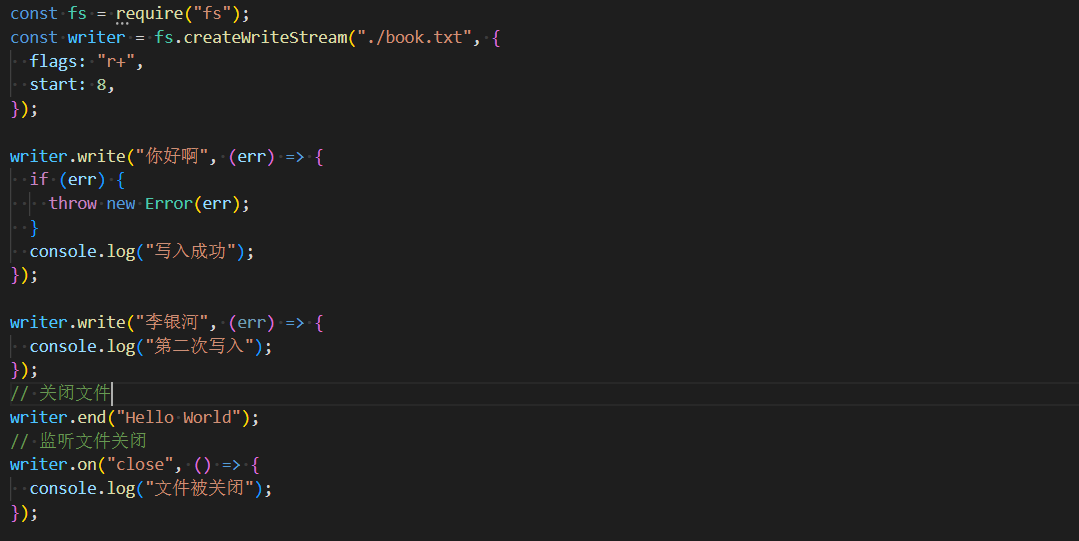 const fs = require("fs");
const writer = fs.createWriteStream("./book.txt", {
  flags: "r+",
  start: 8,
});

writer.write("你好啊", (err) => {
  if (err) {
    throw new Error(err);
  }
  console.log("写入成功");
});

writer.write("李银河", (err) => {
  console.log("第二次写入");
});
// 关闭文件
writer.end("Hello World");
// 监听文件关闭
writer.on("close", () => {
  console.log("文件被关闭");
});